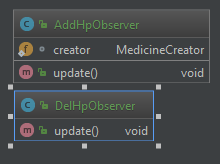 C AddHpObserver
f creator MedicineCreator
m update() void
C DelHpObserver
m update() void